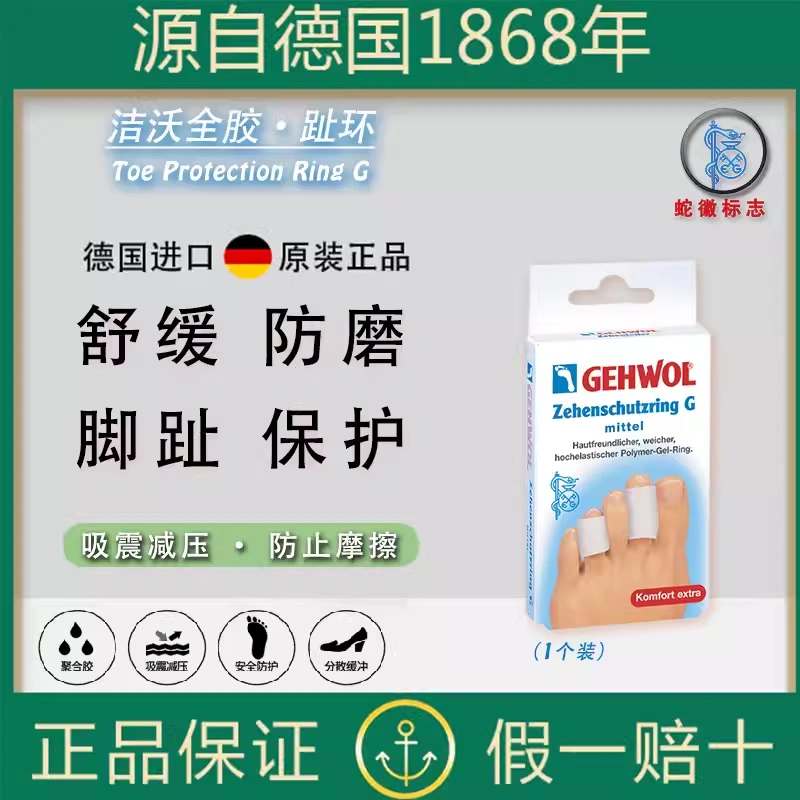 源自德国1868年
洁沃全胶·趾环
Toe Protection Ring G
蛇徽标志
德国进口 原装正品
舒缓 防磨
脚趾 保护
吸震减压 · 防止摩擦
GEHWOL
Zehenschutzring G
mittel
Hautfreundlicher, weicher,
hochelastischer Polymer-Gel-Ring.
Komfort extra
GEHWOL
Zehenschutzring G
(1个装)
聚合胶
吸震减压
安全防护
分散缓冲
正品保证 假一赔十